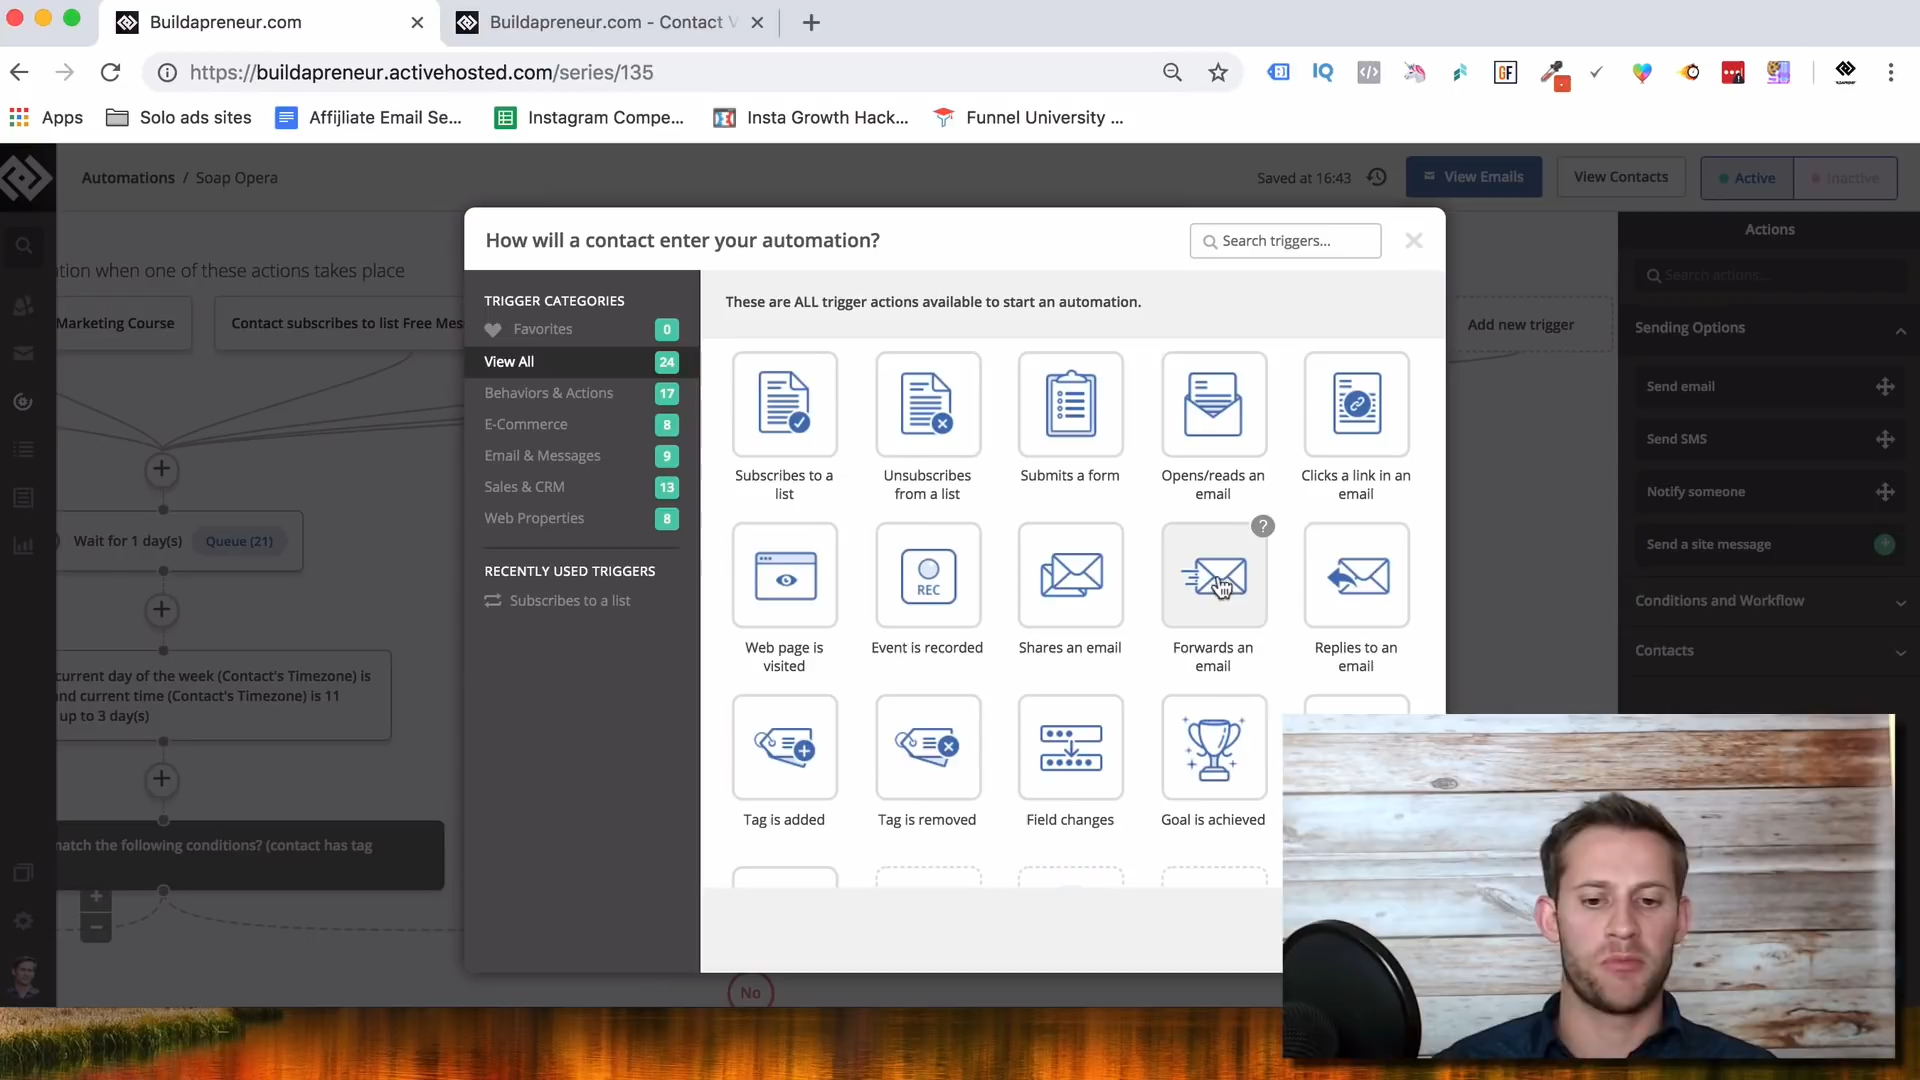 Buildapreneur.com
Buildapreneur.com - Contact V
https://buildapreneur.activehosted.com/series/135
IQ
GF
Apps
Solo ads sites
Affijliate Email Se...
Instagram Compe...
Insta Growth Hack...
Funnel University ...
Automations / Soap Opera
Saved at 16:43
View Emails
View Contacts
Active
Inactive
ition when one of these actions takes place
Marketing Course
Contact subscribes to list Free Mes
Add new trigger
Wait for 1 day(s)
Queue (21)
current day of the week (Contact's Timezone) is
and current time (Contact's Timezone) is 11
up to 3 day(s)
match the following conditions? (contact has tag
No
How will a contact enter your automation?
Search triggers...
TRIGGER CATEGORIES
Favorites 0
View All 24
Behaviors & Actions 17
E-Commerce 8
Email & Messages 9
Sales & CRM 13
Web Properties 8
RECENTLY USED TRIGGERS
Subscribes to a list
These are ALL trigger actions available to start an automation.
Subscribes to a
list
Unsubscribes
from a list
Submits a form
Opens/reads an
email
Clicks a link in an
email
REC
?
Web page is
visited
Event is recorded
Shares an email
Forwards an
email
Replies to an
email
Tag is added
Tag is removed
Field changes
Goal is achieved
Actions
Search actions...
Sending Options
Send email
Send SMS
Notify someone
Send a site message
Conditions and Workflow
Contacts